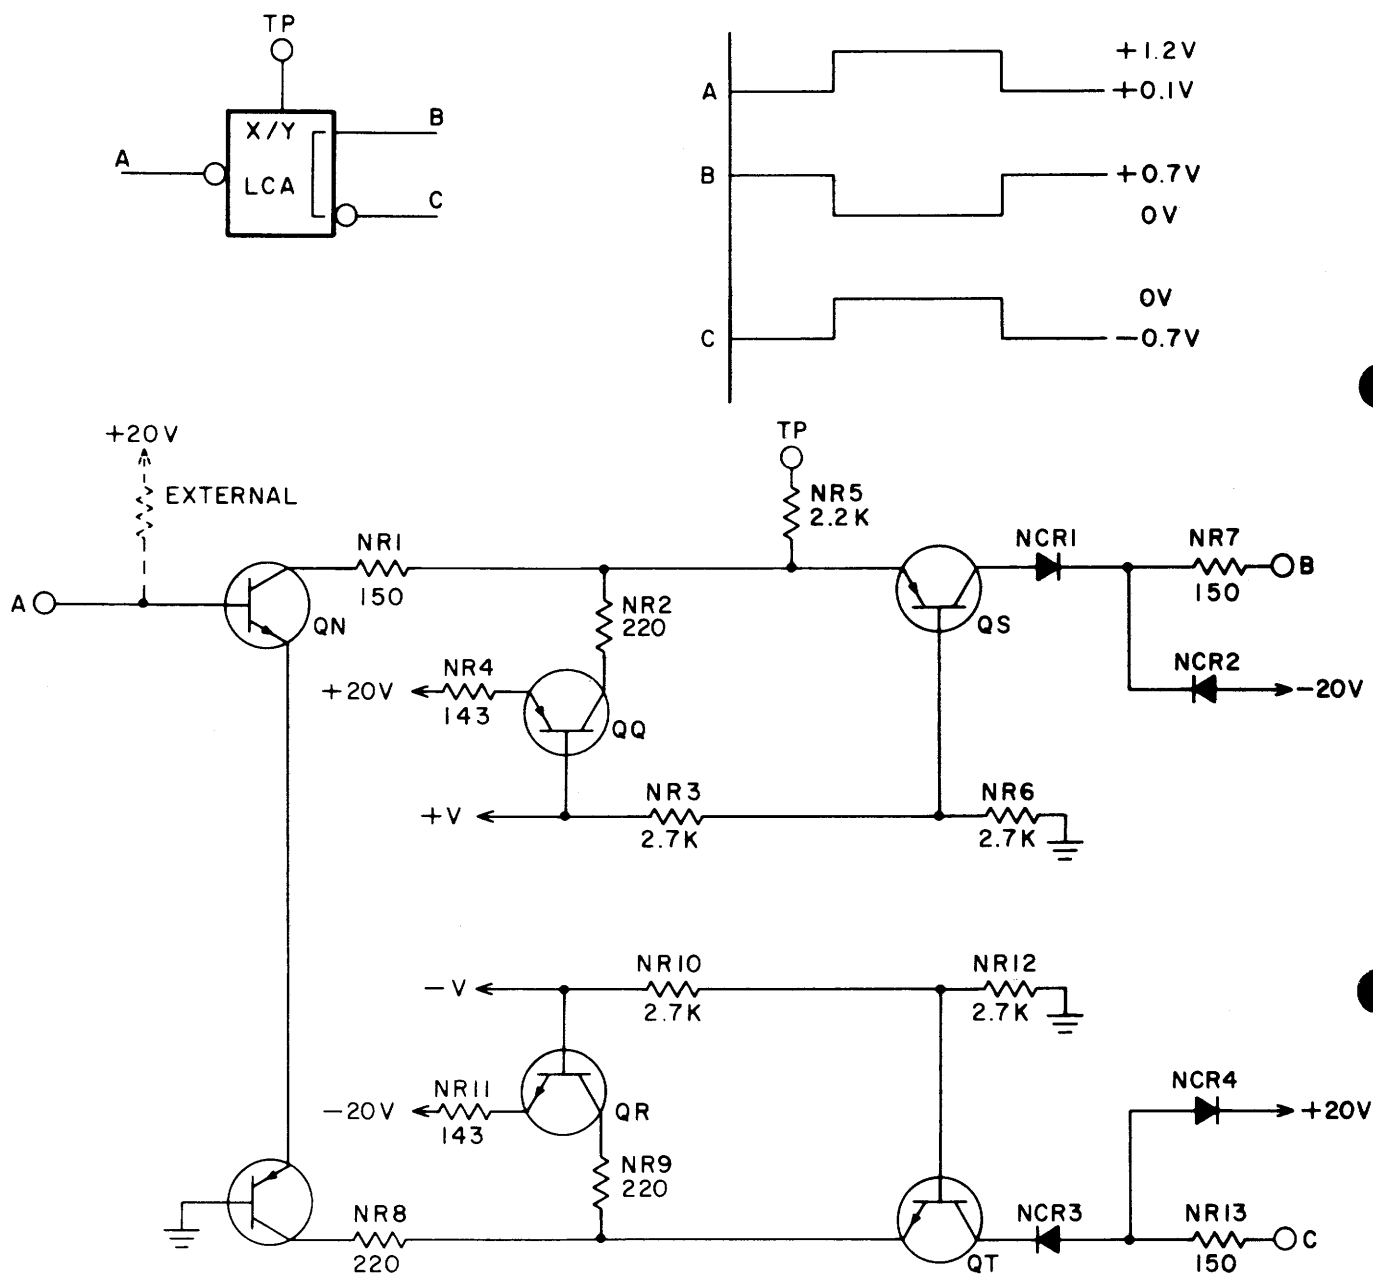 TP
X/Y
LCA
A
B
C
A
+1.2V
+0.1V
B
+0.7V
0V
C
0V
-0.7V
+20V
EXTERNAL
A
QN
NR1
150
NR2
220
NR4
143
+20V
QQ
TP
NR5
2.2K
QS
NCR1
NR7
150
B
NCR2
-20V
+V
NR3
2.7K
NR6
2.7K
-V
NR10
2.7K
NR12
2.7K
-20V
NR11
143
QR
NR9
220
NR8
220
QT
NCR3
NCR4
+20V
NR13
150
C